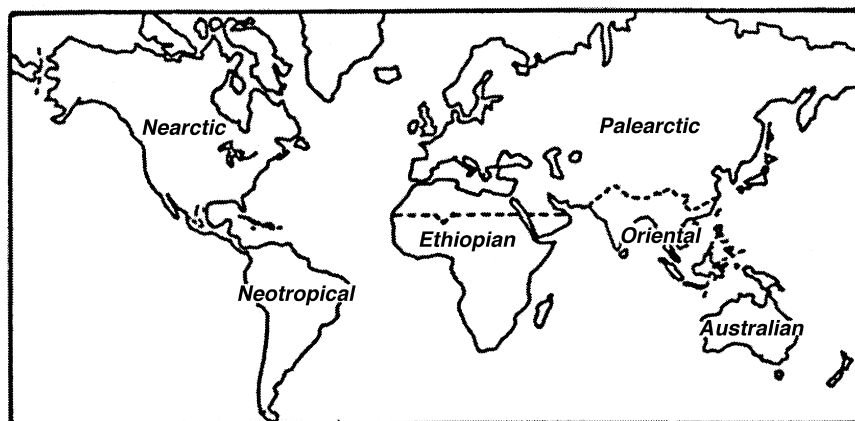 Nearctic
Palearctic
Ethiopian
Oriental
Neotropical
Australian